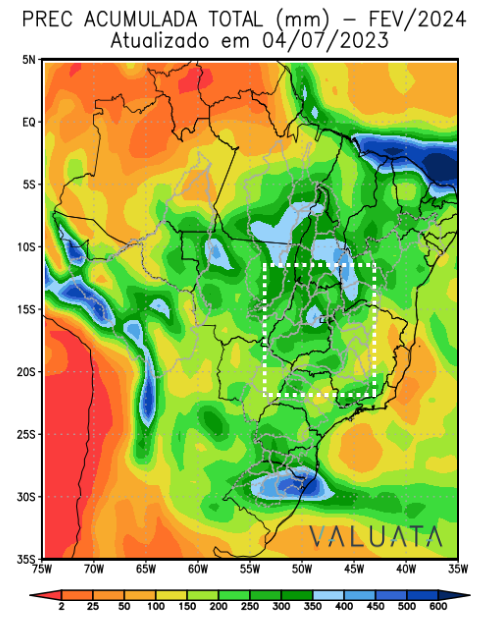 PREC ACUMULADA TOTAL (mm) – FEV/2024
Atualizado em 04/07/2023
5N
EQ
5S
10S
15S
20S
25S
30S
35S
VALUATA
75W 70W 65W 60W 55W 50W 45W 40W 35W
2 25 50 100 150 200 250 300 350 400 450 500 600